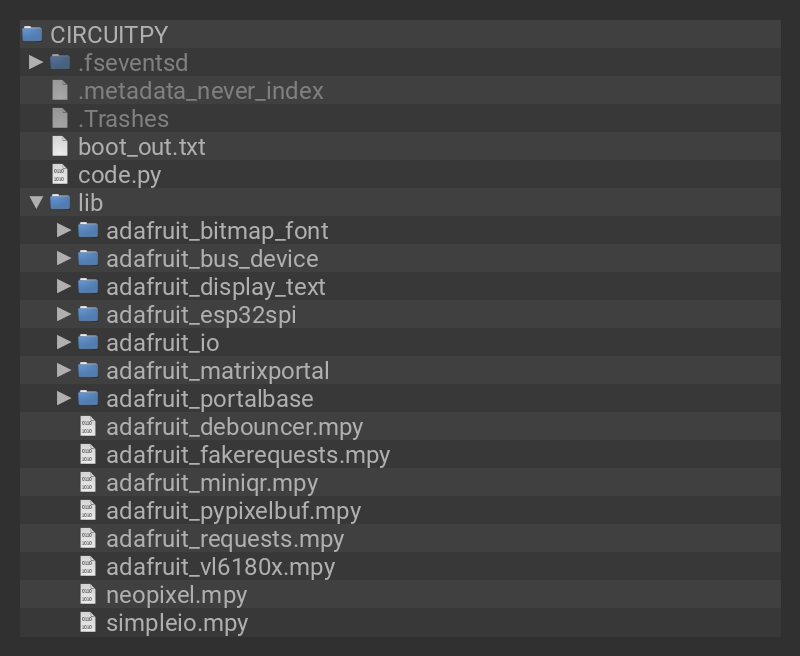 CIRCUITPY
.fseventsd
.metadata_never_index
.Trashes
boot_out.txt
code.py
lib
adafruit_bitmap_font
adafruit_bus_device
adafruit_display_text
adafruit_esp32spi
adafruit_io
adafruit_matrixportal
adafruit_portalbase
adafruit_debouncer.mpy
adafruit_fakerequests.mpy
adafruit_miniqr.mpy
adafruit_pypixelbuf.mpy
adafruit_requests.mpy
adafruit_vl6180x.mpy
neopixel.mpy
simpleio.mpy